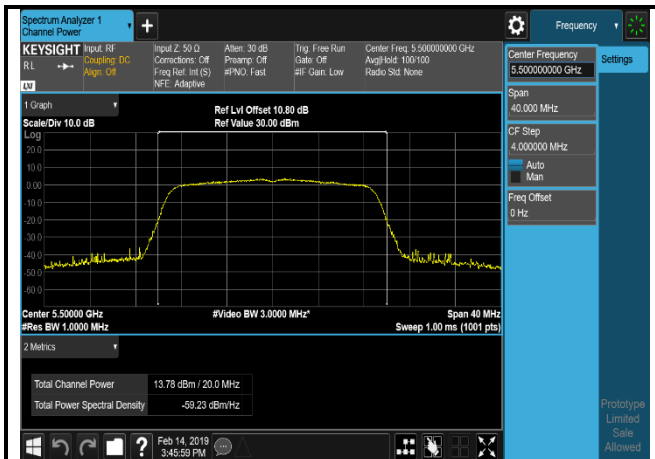 Spectrum Analyzer 1
Channel Power
+
Frequency
KEYSIGHT
RL
LXI
Input: RF
Coupling: DC
Align: Off
Input Z: 50 Ω
Corrections: Off
Freq Ref: Int (S)
NFE: Adaptive
Atten: 30 dB
Preamp: Off
#PNO: Fast
Trig: Free Run
Gate: Off
#IF Gain: Low
Center Freq: 5.500000000 GHz
Avg|Hold: 100/100
Radio Std: None
Center Frequency
5.50000000 GHz
Settings
Span
40.000 MHz
CF Step
4.000000 MHz
Auto
Man
Freq Offset
0 Hz
1 Graph
Scale/Div 10.0 dB
Ref Lvl Offset 10.80 dB
Ref Value 30.00 dBm
Log
20.0
10.0
0.00
-10.0
-20.0
-30.0
-40.0
-50.0
-60.0
Center 5.50000 GHz
#Res BW 1.0000 MHz
#Video BW 3.0000 MHz*
Span 40 MHz
Sweep 1.00 ms (1001 pts)
2 Metrics
Total Channel Power 13.78 dBm / 20.0 MHz
Total Power Spectral Density -59.23 dBm/Hz
Prototype
Limited
Sale
Allowed
?
Feb 14, 2019
3:45:59 PM